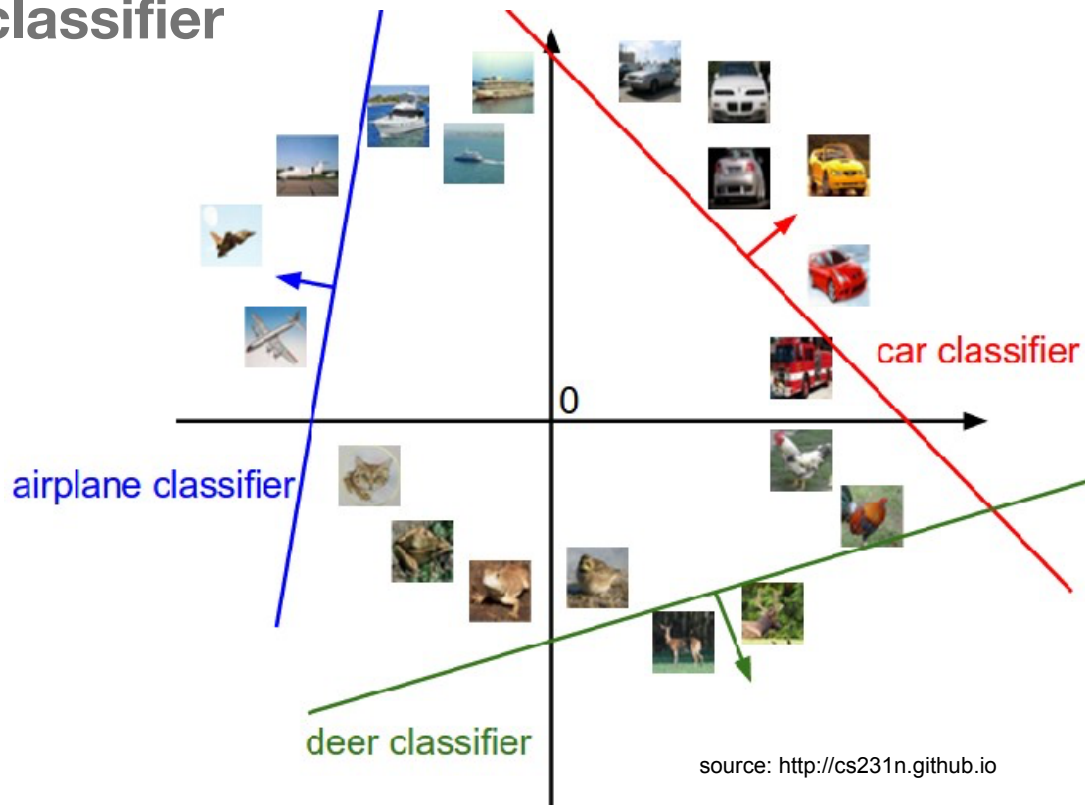 classifier
0
car classifier
airplane classifier
deer classifier
source: http://cs231n.github.io